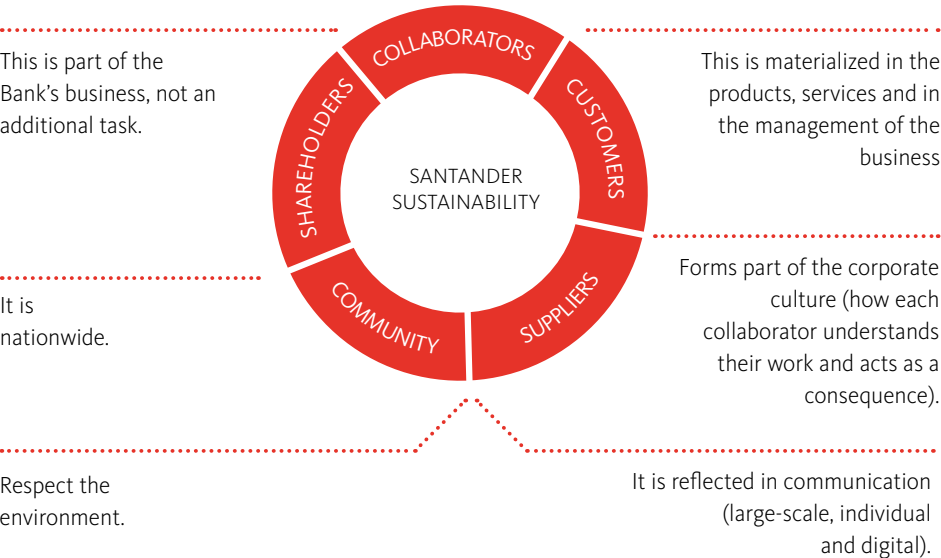 COLLABORATORS
This is part of the
Bank’s business, not an
additional task.
This is materialized in the
products, services and in
the management of the
business
SHAREHOLDERS
CUSTOMERS
SANTANDER
SUSTAINABILITY
It is
nationwide.
Forms part of the corporate
culture (how each
collaborator understands
their work and acts as a
consequence).
COMMUNITY
SUPPLIERS
Respect the
environment.
It is reflected in communication
(large-scale, individual
and digital).